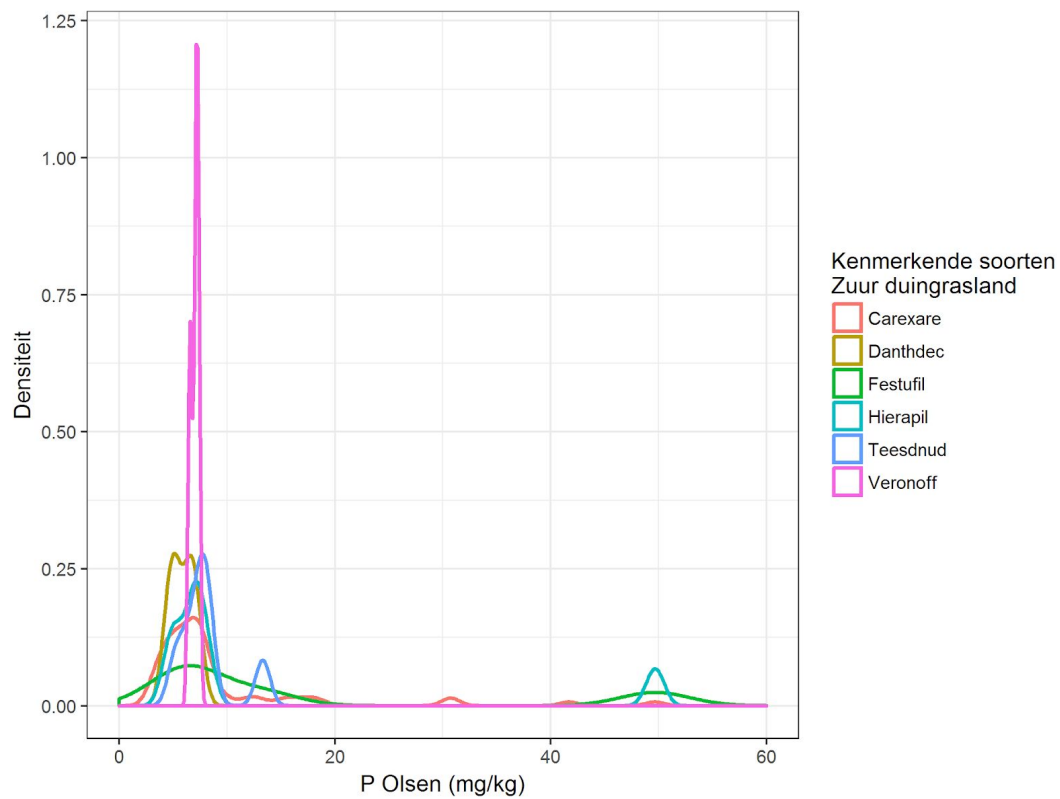 1.25
1.00
0.75
0.50
0.25
0.00
Densiteit
0
20
40
60
P Olsen (mg/kg)
Kenmerkende soorten
Zuur duingrasland
Carexare
Danthdec
Festufil
Hierapil
Teesdnud
Veronoff